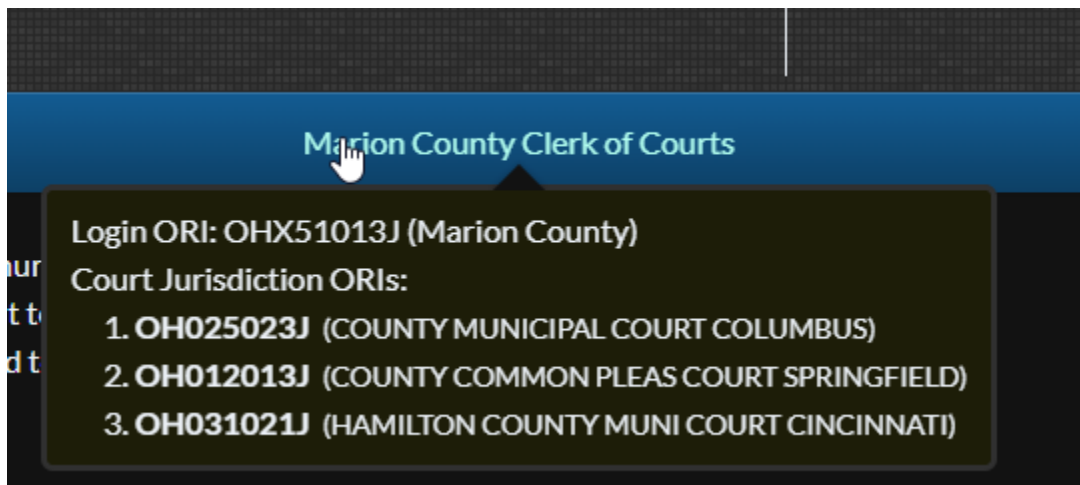 Marion County Clerk of Courts
Login ORI: OHX51013J (Marion County)
Court Jurisdiction ORIs:
1. OH025023J (COUNTY MUNICIPAL COURT COLUMBUS)
2. OH012013J (COUNTY COMMON PLEAS COURT SPRINGFIELD)
3. OH031021J (HAMILTON COUNTY MUNI COURT CINCINNATI)